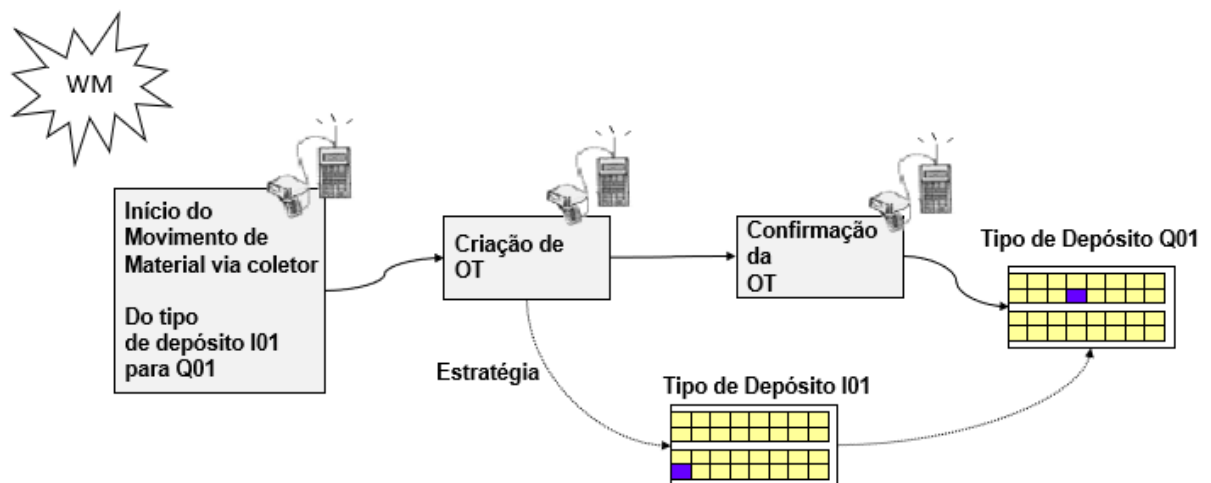 WM
Início do
Movimento de
Material via coletor
Do tipo
de depósito I01
para Q01
Criação de
OT
Confirmação
da
OT
Tipo de Depósito Q01
Estratégia
Tipo de Depósito I01